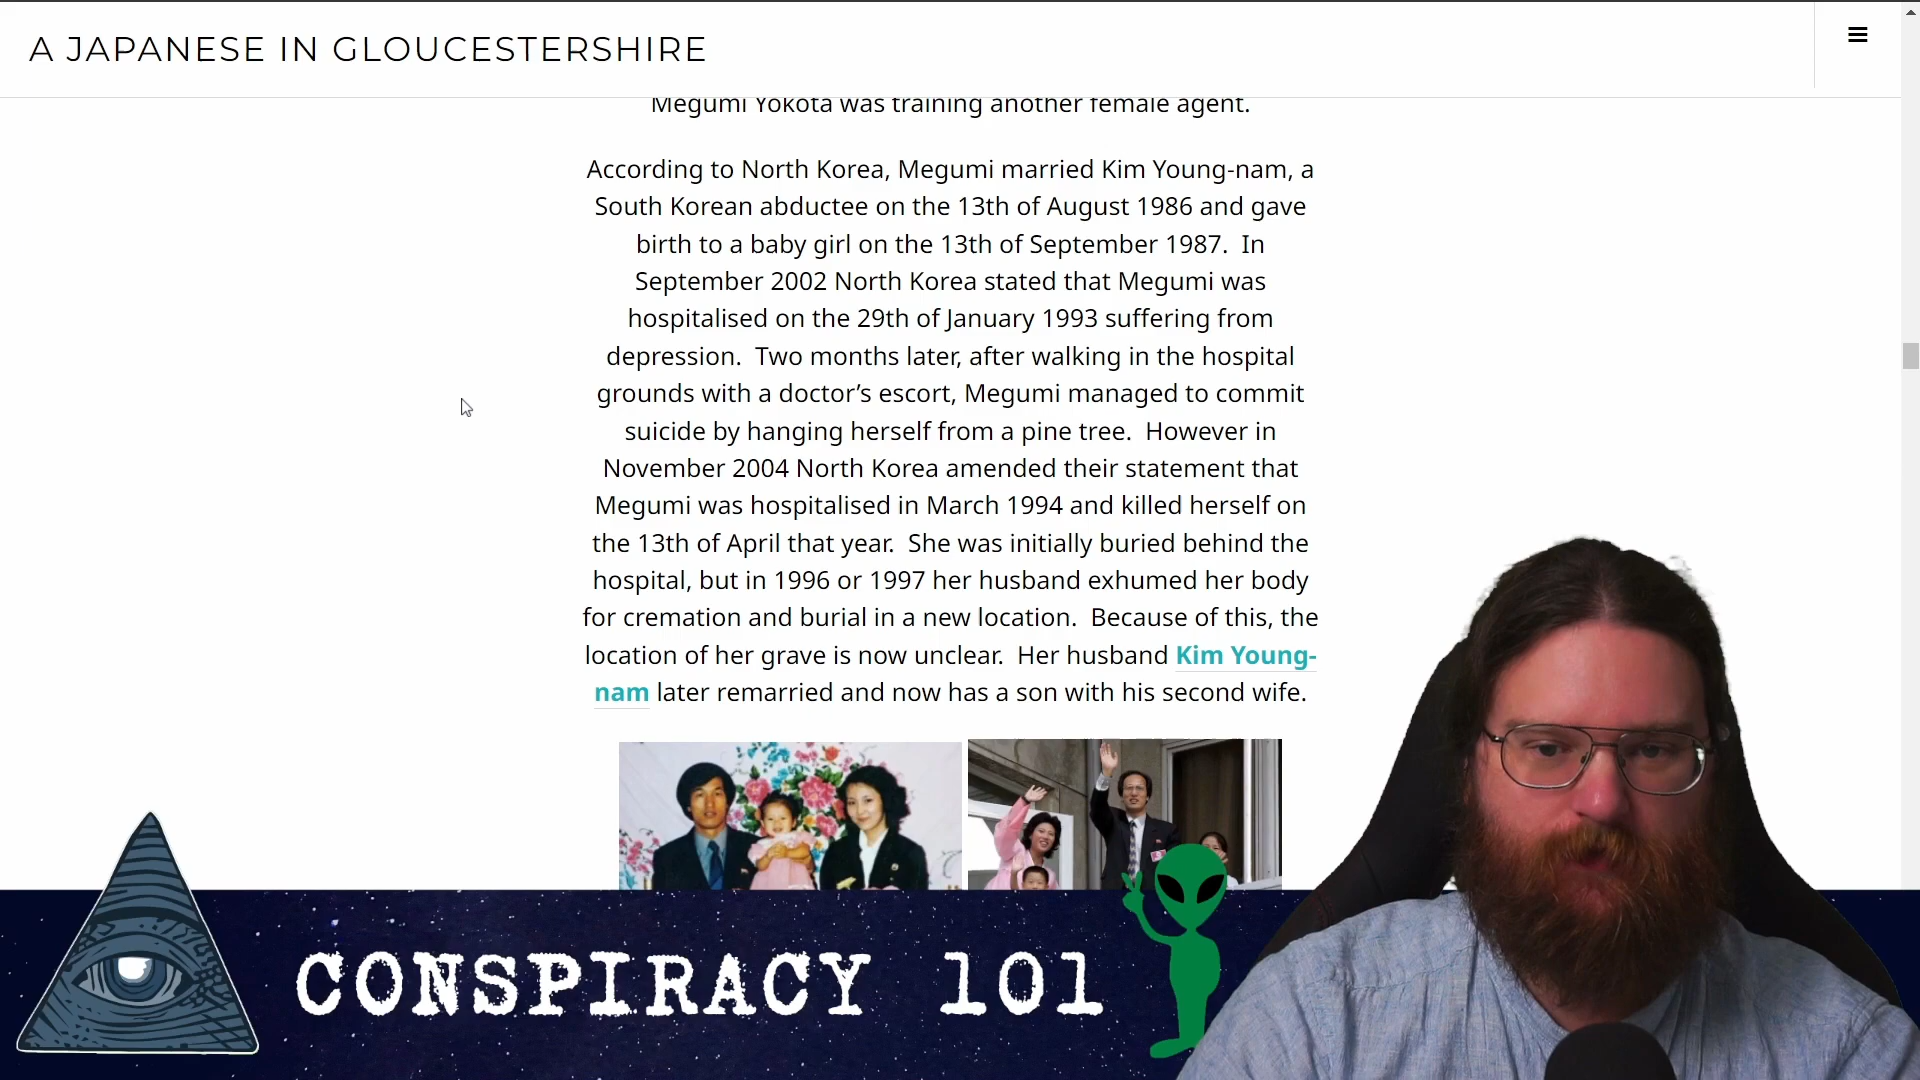 A JAPANESE IN GLOUCESTERSHIRE
Megumi Yokota was training another female agent.
According to North Korea, Megumi married Kim Young-nam, a
South Korean abductee on the 13th of August 1986 and gave
birth to a baby girl on the 13th of September 1987.  In
September 2002 North Korea stated that Megumi was
hospitalised on the 29th of January 1993 suffering from
depression.  Two months later, after walking in the hospital
grounds with a doctor’s escort, Megumi managed to commit
suicide by hanging herself from a pine tree.  However in
November 2004 North Korea amended their statement that
Megumi was hospitalised in March 1994 and killed herself on
the 13th of April that year.  She was initially buried behind the
hospital, but in 1996 or 1997 her husband exhumed her body
for cremation and burial in a new location.  Because of this, the
location of her grave is now unclear.  Her husband Kim Young-
nam later remarried and now has a son with his second wife.
CONSPIRACY 101